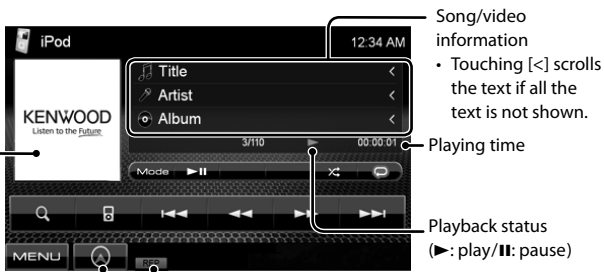 Song/video
information
• Touching [<] scrolls
the text if all the
text is not shown.
iPod
12:34 AM
Title <
Artist <
Album <
KENWOOD
Listen to the Future
3/110 ► 00:00:01
Playing time
Mode ►II
Playback status
(►: play/II: pause)
MENU
REP